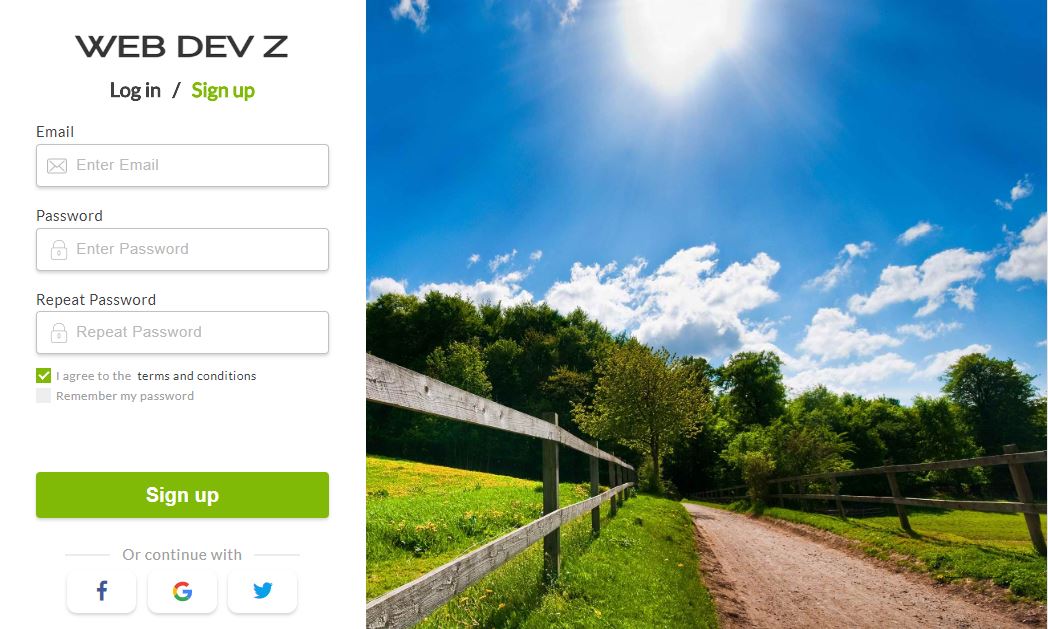 WEB DEV Z
Log in / Sign up
Email
Enter Email
Password
Enter Password
Repeat Password
Repeat Password
I agree to the terms and conditions
Remember my password
Sign up
Or continue with